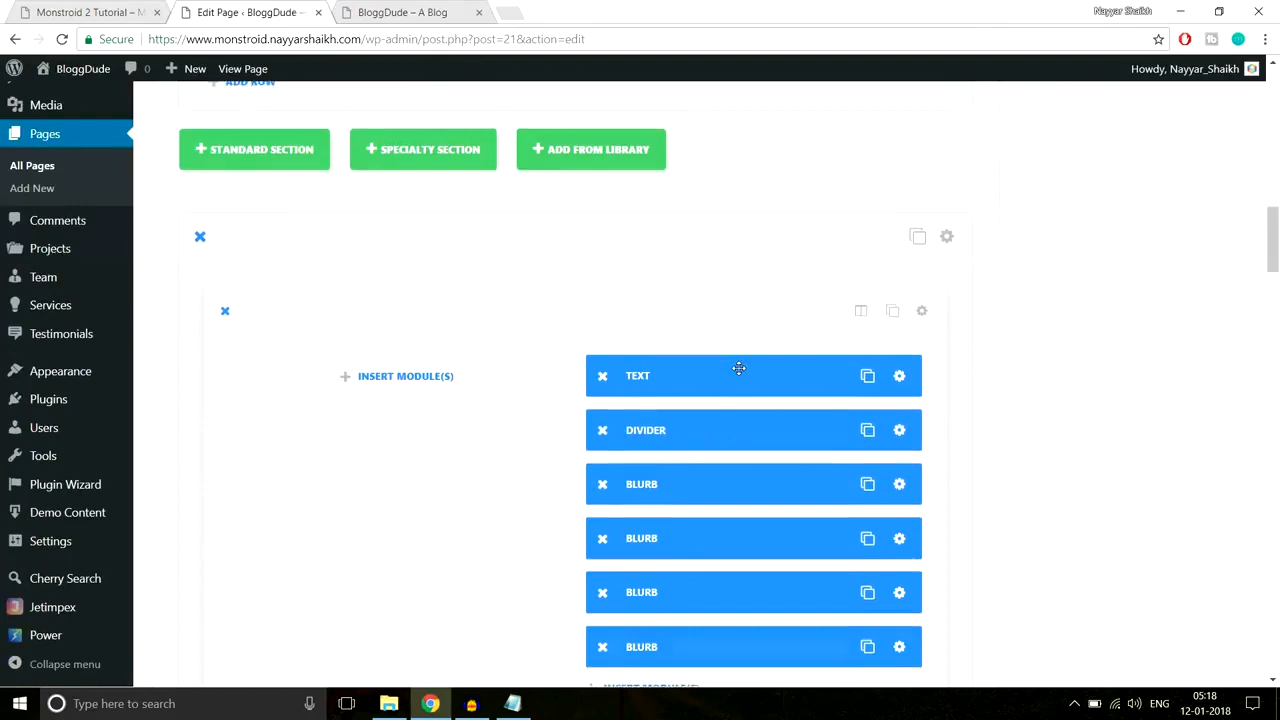 Monstroid 2 Tutorial – M
Edit Page ‹ BloggDude —
BloggDude – A Blog
Nayyar Shaikh
Secure
https://www.monstroid.nayyarshaikh.com/wp-admin/post.php?post=21&action=edit
BloggDude
0
New
View Page
Howdy, Nayyar_Shaikh
Media
Pages
All Pages
Add New
Comments
Projects
Team
Services
Testimonials
Appearance
Plugins
Users
Tools
Plugin Wizard
Demo Content
Settings
Cherry Search
Jetimpex
Power
Collapse menu
ADD ROW
STANDARD SECTION
SPECIALTY SECTION
ADD FROM LIBRARY
INSERT MODULE(S)
TEXT
DIVIDER
BLURB
BLURB
BLURB
BLURB
INSERT MODULE(S)
Type here to search
ENG
05:18
12-01-2018